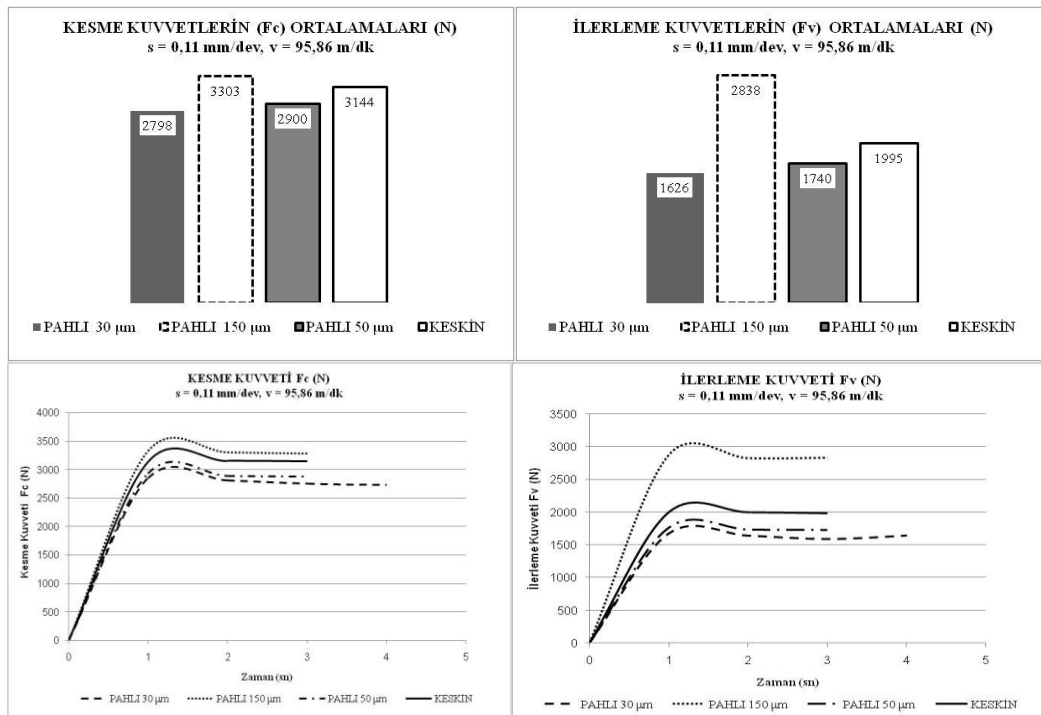 KESME KUVVETLERİN (Fc) ORTALAMALARI (N)
s = 0,11 mm/dev, v = 95,86 m/dk
2798
3303
2900
3144
PAHLI 30 μm PAHLI 150 μm PAHLI 50 μm KESKİN
İLERLEME KUVVETLERİN (Fv) ORTALAMALARI (N)
s = 0,11 mm/dev, v = 95,86 m/dk
1626
2838
1740
1995
PAHLI 30 μm PAHLI 150 μm PAHLI 50 μm KESKİN
KESME KUVVETİ Fc (N)
s = 0,11 mm/dev, v = 95,86 m/dk
Kesme Kuvveti Fc (N)
4000
3500
3000
2500
2000
1500
1000
500
0
0 1 2 3 4 5
Zaman (sn)
PAHLI 30 μm PAHLI 150 μm PAHLI 50 μm KESKİN
İLERLEME KUVVETİ Fv (N)
s = 0,11 mm/dev, v = 95,86 m/dk
İlerleme Kuvveti Fv (N)
3500
3000
2500
2000
1500
1000
500
0
0 1 2 3 4 5
Zaman (sn)
PAHLI 30 μm PAHLI 150 μm PAHLI 50 μm KESKİN